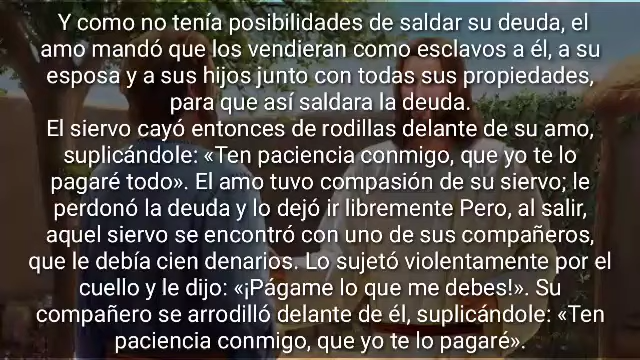 Y como no tenía posibilidades de saldar su deuda, el
amo mandó que los vendieran como esclavos a él, a su
esposa y a sus hijos junto con todas sus propiedades,
para que así saldara la deuda.
El siervo cayó entonces de rodillas delante de su amo,
suplicándole: «Ten paciencia conmigo, que yo te lo
pagaré todo». El amo tuvo compasión de su siervo; le
perdonó la deuda y lo dejó ir libremente Pero, al salir,
aquel siervo se encontró con uno de sus compañeros,
que le debía cien denarios. Lo sujetó violentamente por el
cuello y le dijo: «¡Págame lo que me debes!». Su
compañero se arrodilló delante de él, suplicándole: «Ten
paciencia conmigo, que yo te lo pagaré».